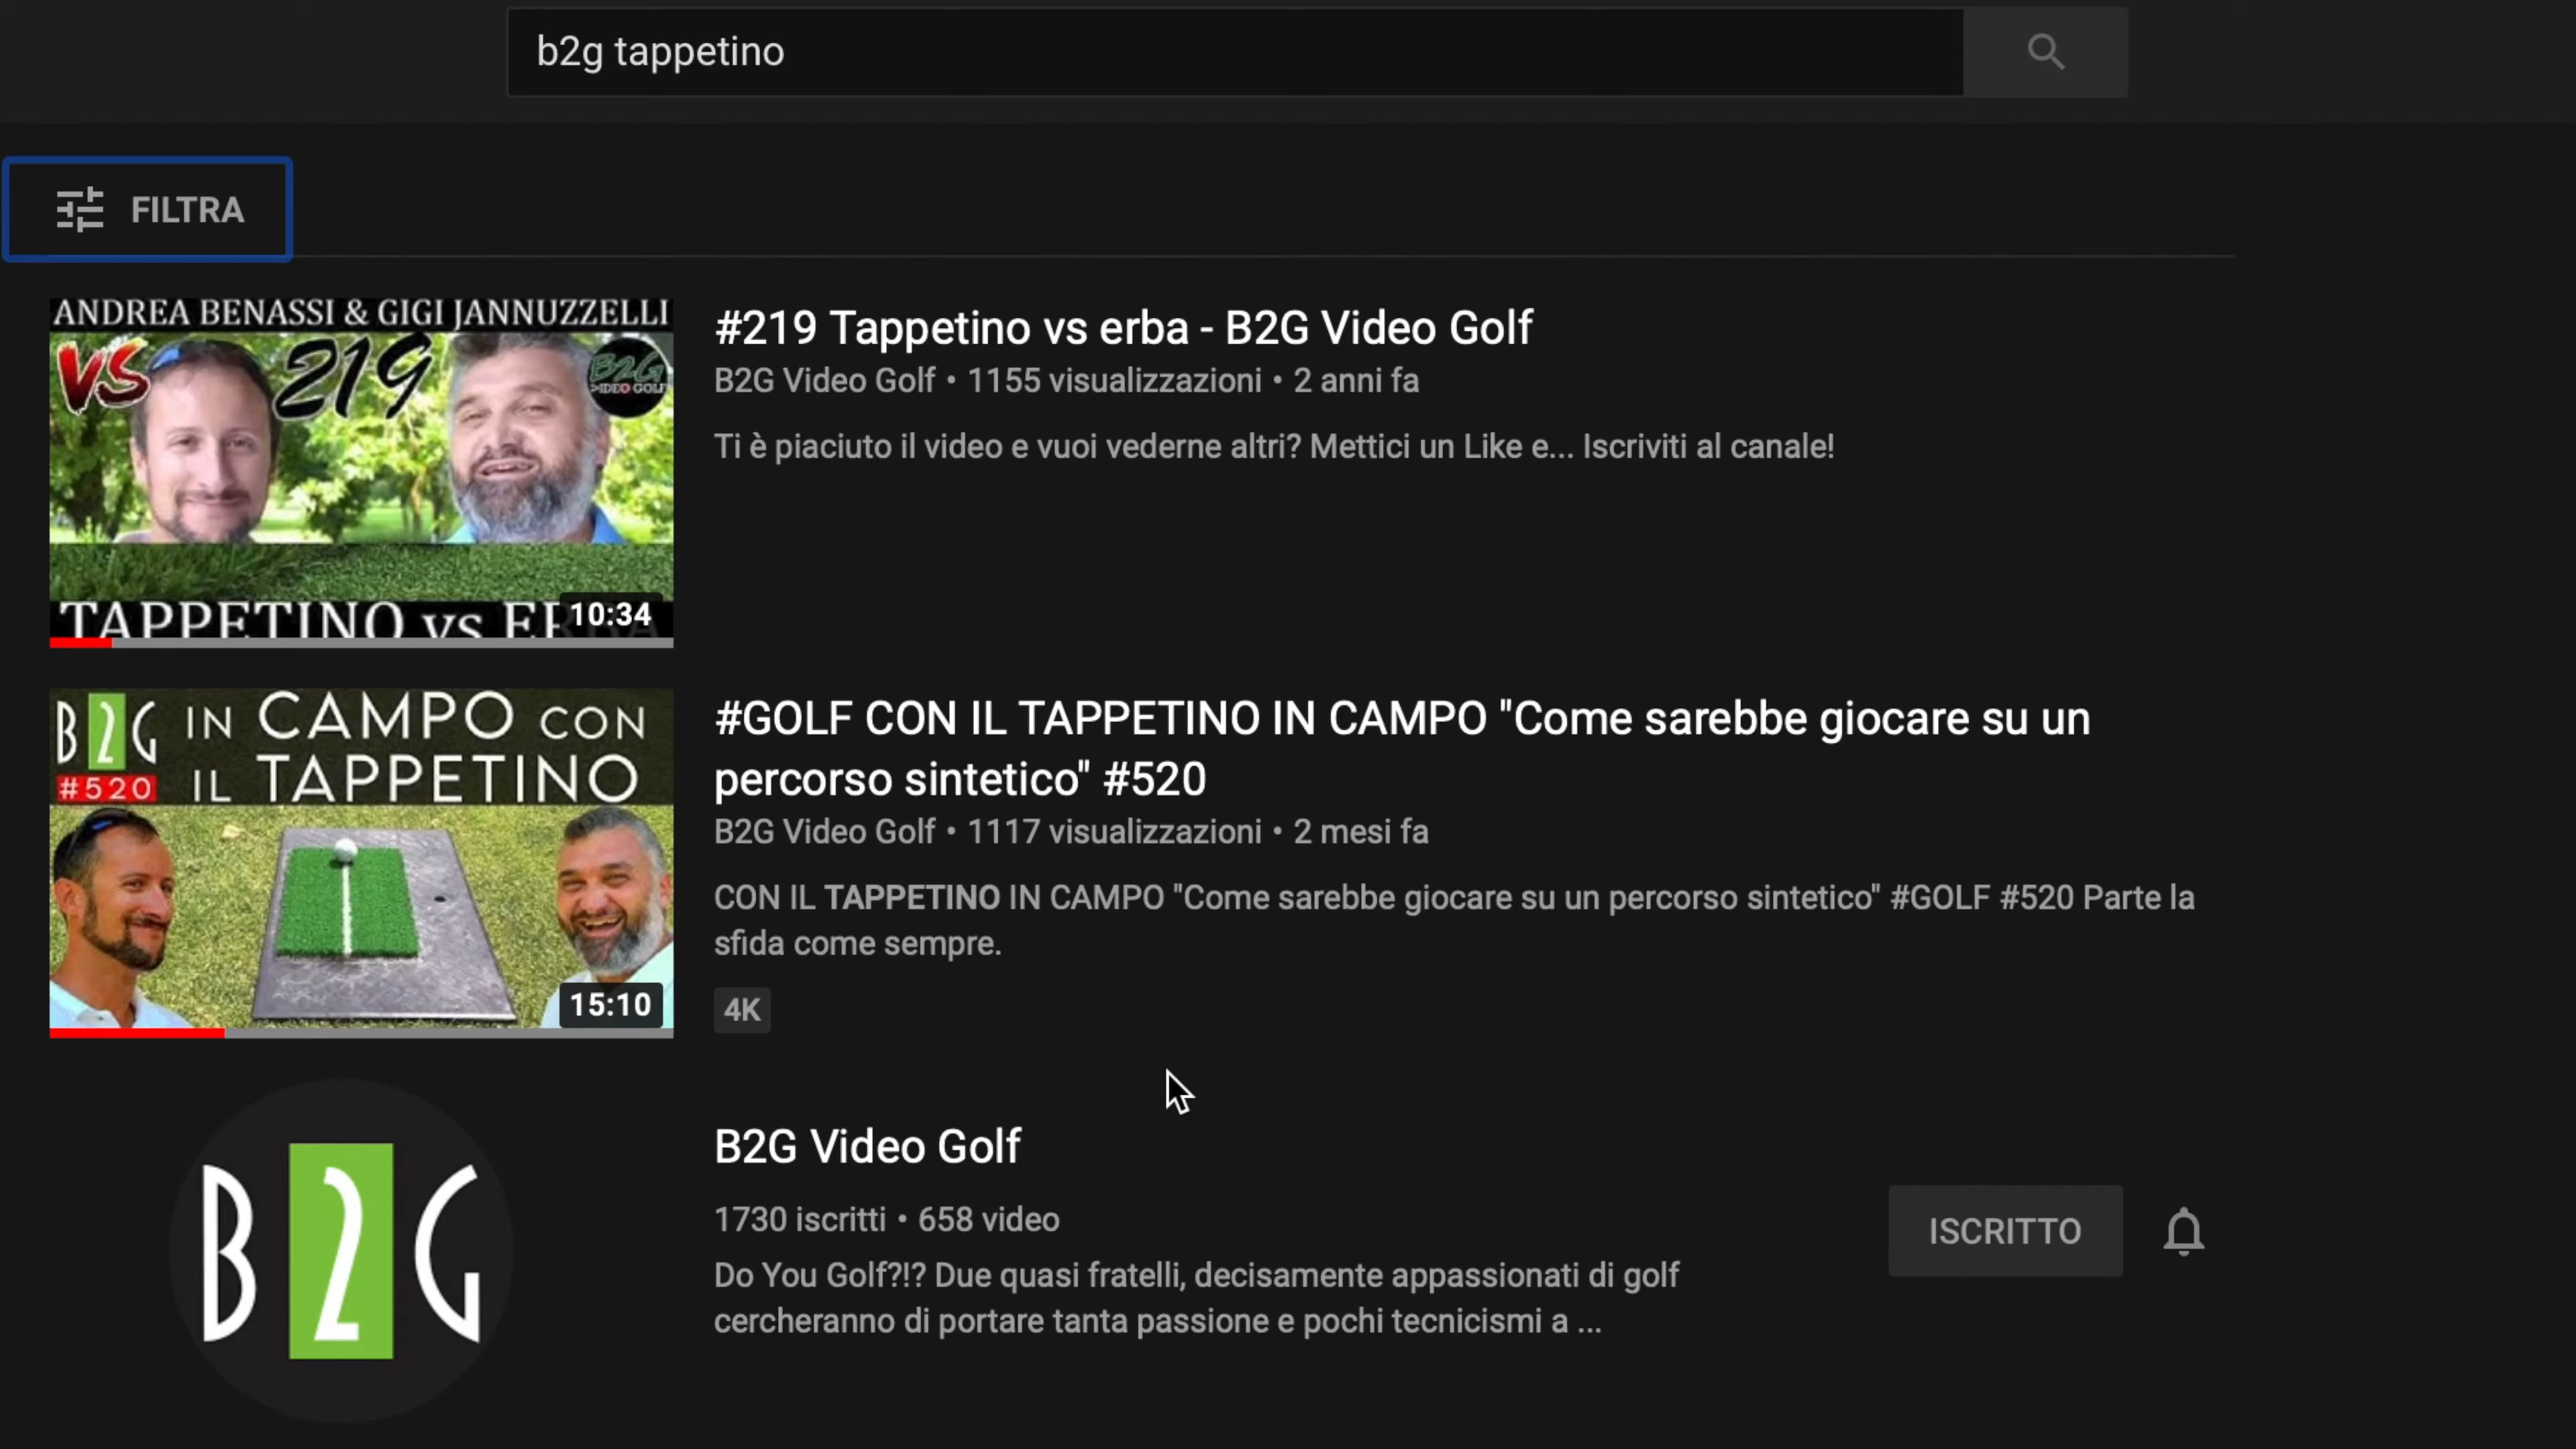 b2g tappetino
FILTRA
ANDREA BENASSI & GIGI JANNUZZELLI
VS 219 B2G
VIDEO GOLF
TAPPETINO vs
10:34
#219 Tappetino vs erba - B2G Video Golf
B2G Video Golf • 1155 visualizzazioni • 2 anni fa
Ti è piaciuto il video e vuoi vederne altri? Mettici un Like e... Iscriviti al canale!
B2G IN CAMPO CON
#520 IL TAPPETINO
15:10
#GOLF CON IL TAPPETINO IN CAMPO "Come sarebbe giocare su un
percorso sintetico" #520
B2G Video Golf • 1117 visualizzazioni • 2 mesi fa
CON IL TAPPETINO IN CAMPO "Come sarebbe giocare su un percorso sintetico" #GOLF #520 Parte la
sfida come sempre.
4K
B2G
B2G Video Golf
1730 iscritti • 658 video
Do You Golf?!? Due quasi fratelli, decisamente appassionati di golf
cercheranno di portare tanta passione e pochi tecnicismi a ...
ISCRITTO